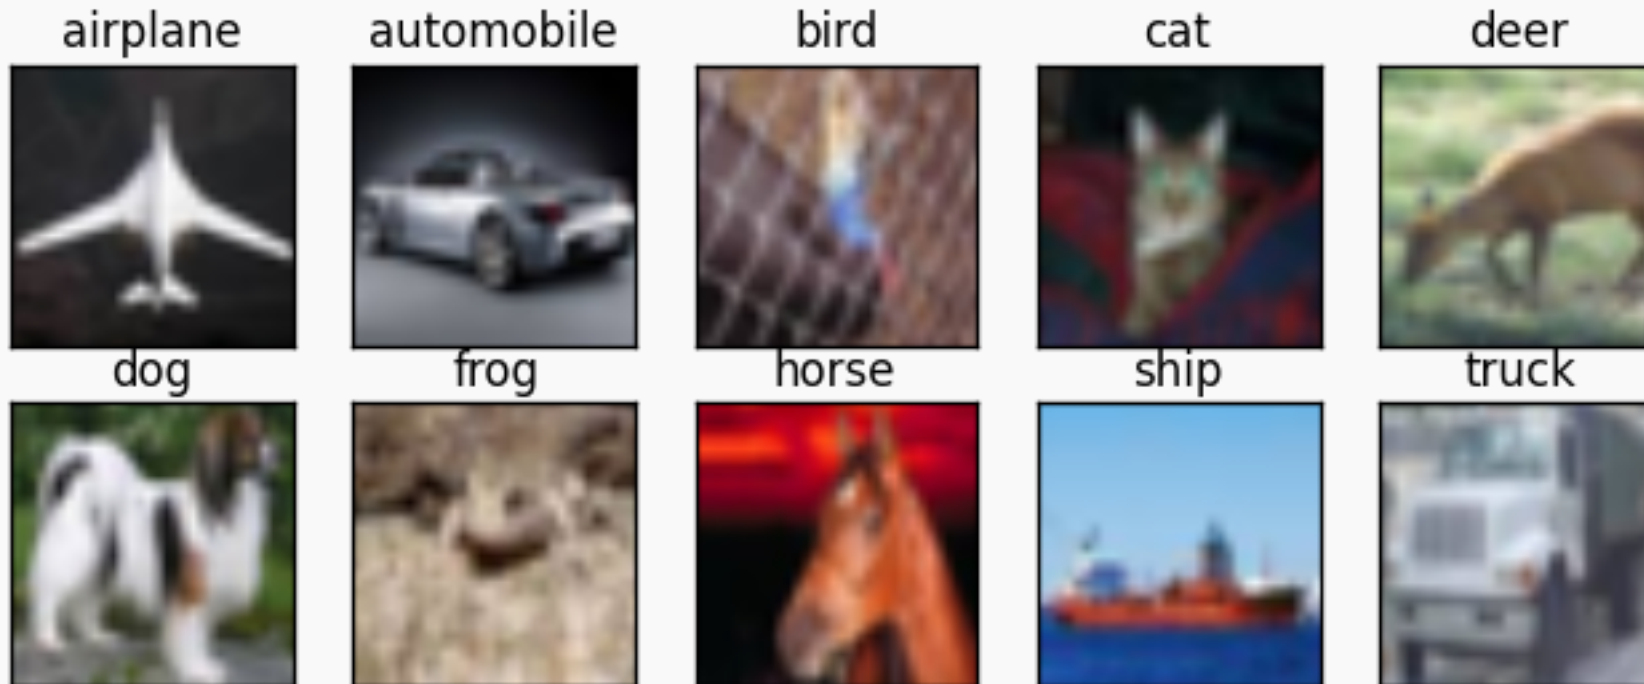 airplane automobile bird cat deer
dog frog horse ship truck